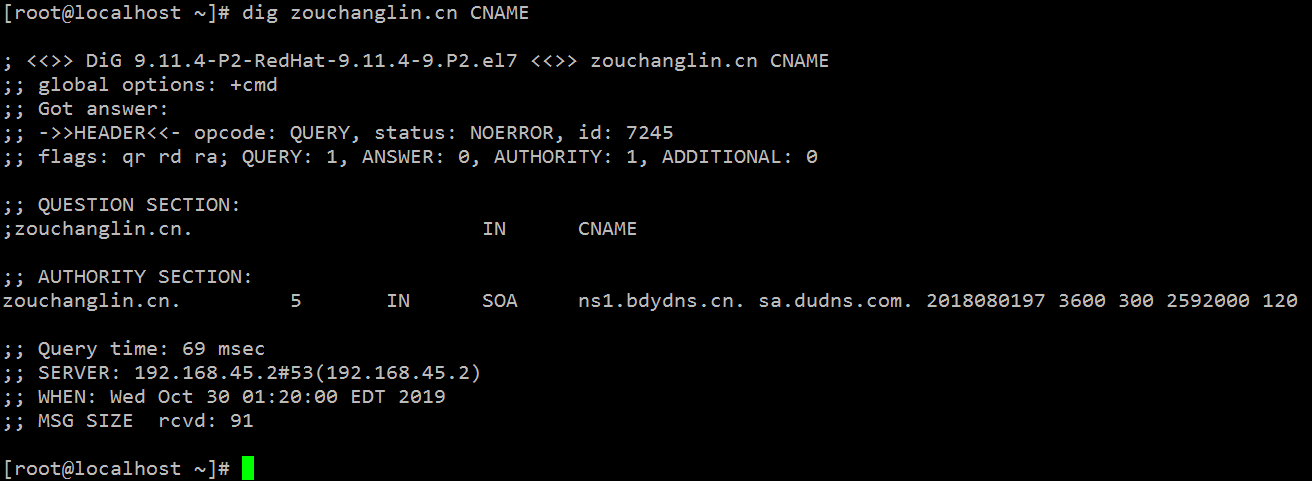 [root@localhost ~]# dig zouchanglin.cn CNAME
; <<>> DiG 9.11.4-P2-RedHat-9.11.4-9.P2.el7 <<>> zouchanglin.cn CNAME
;; global options: +cmd
;; Got answer:
;; ->>HEADER<<- opcode: QUERY, status: NOERROR, id: 7245
;; flags: qr rd ra; QUERY: 1, ANSWER: 0, AUTHORITY: 1, ADDITIONAL: 0
;; QUESTION SECTION:
;zouchanglin.cn. IN CNAME
;; AUTHORITY SECTION:
zouchanglin.cn. 5 IN SOA ns1.bdydns.cn. sa.dudns.com. 2018080197 3600 300 2592000 120
;; Query time: 69 msec
;; SERVER: 192.168.45.2#53(192.168.45.2)
;; WHEN: Wed Oct 30 01:20:00 EDT 2019
;; MSG SIZE  rcvd: 91
[root@localhost ~]#